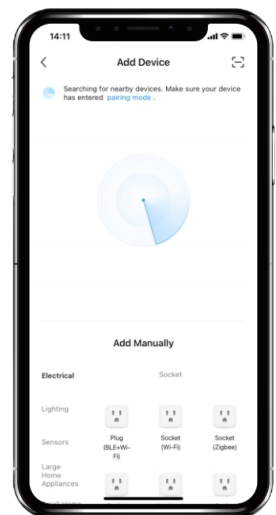 14:11
Add Device
Searching for nearby devices. Make sure your device
has entered pairing mode .
Add Manually
Electrical
Socket
Lighting
Plug
(BLE+Wi-
Fi)
Socket
(Wi-Fi)
Socket
(Zigbee)
Sensors
Large
Home
Appliances